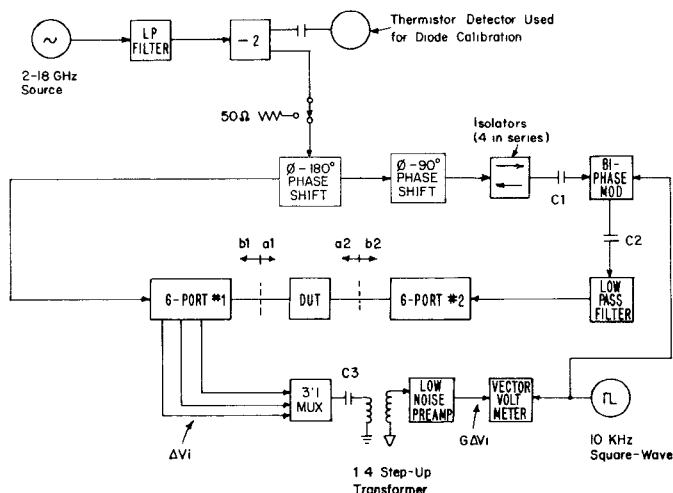 LP
FILTER
−2
Thermistor Detector Used
for Diode Calibration
2-18 GHz
Source
50Ω
Isolators
(4 in series)
Ø-180°
PHASE
SHIFT
Ø-90°
PHASE
SHIFT
C1
BI-
PHASE
MOD
C2
b1 a1
a2 b2
6-PORT #1
DUT
6-PORT #2
LOW
PASS
FILTER
3'1
MUX
C3
LOW
NOISE
PREAMP
VECTOR
VOLT
METER
ΔVi
GΔVi
10 KHz
Square-Wave
1 4 Step-Up
Transformer